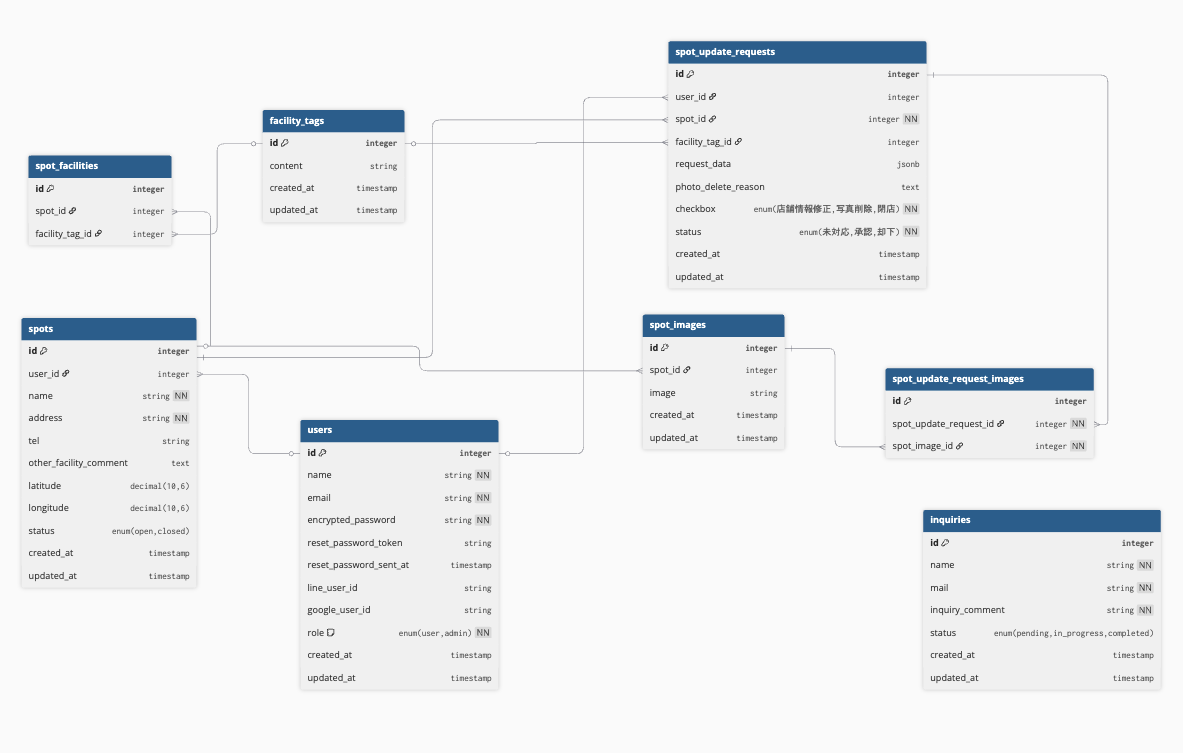 spot_update_requests
id integer
user_id integer
spot_id integer NN
facility_tag_id integer
request_data jsonb
photo_delete_reason text
checkbox enum(店舗情報修正,写真削除,閉店) NN
status enum(未対応,承認,却下) NN
created_at timestamp
updated_at timestamp
facility_tags
id integer
content string
created_at timestamp
updated_at timestamp
spot_facilities
id integer
spot_id integer
facility_tag_id integer
spots
id integer
user_id integer
name string NN
address string NN
tel string
other_facility_comment text
latitude decimal(10,6)
longitude decimal(10,6)
status enum(open,closed)
created_at timestamp
updated_at timestamp
users
id integer
name string NN
email string NN
encrypted_password string NN
reset_password_token string
reset_password_sent_at timestamp
line_user_id string
google_user_id string
role enum(user,admin) NN
created_at timestamp
updated_at timestamp
spot_images
id integer
spot_id integer
image string
created_at timestamp
updated_at timestamp
spot_update_request_images
id integer
spot_update_request_id integer NN
spot_image_id integer NN
inquiries
id integer
name string NN
mail string NN
inquiry_comment string NN
status enum(pending,in_progress,completed)
created_at timestamp
updated_at timestamp